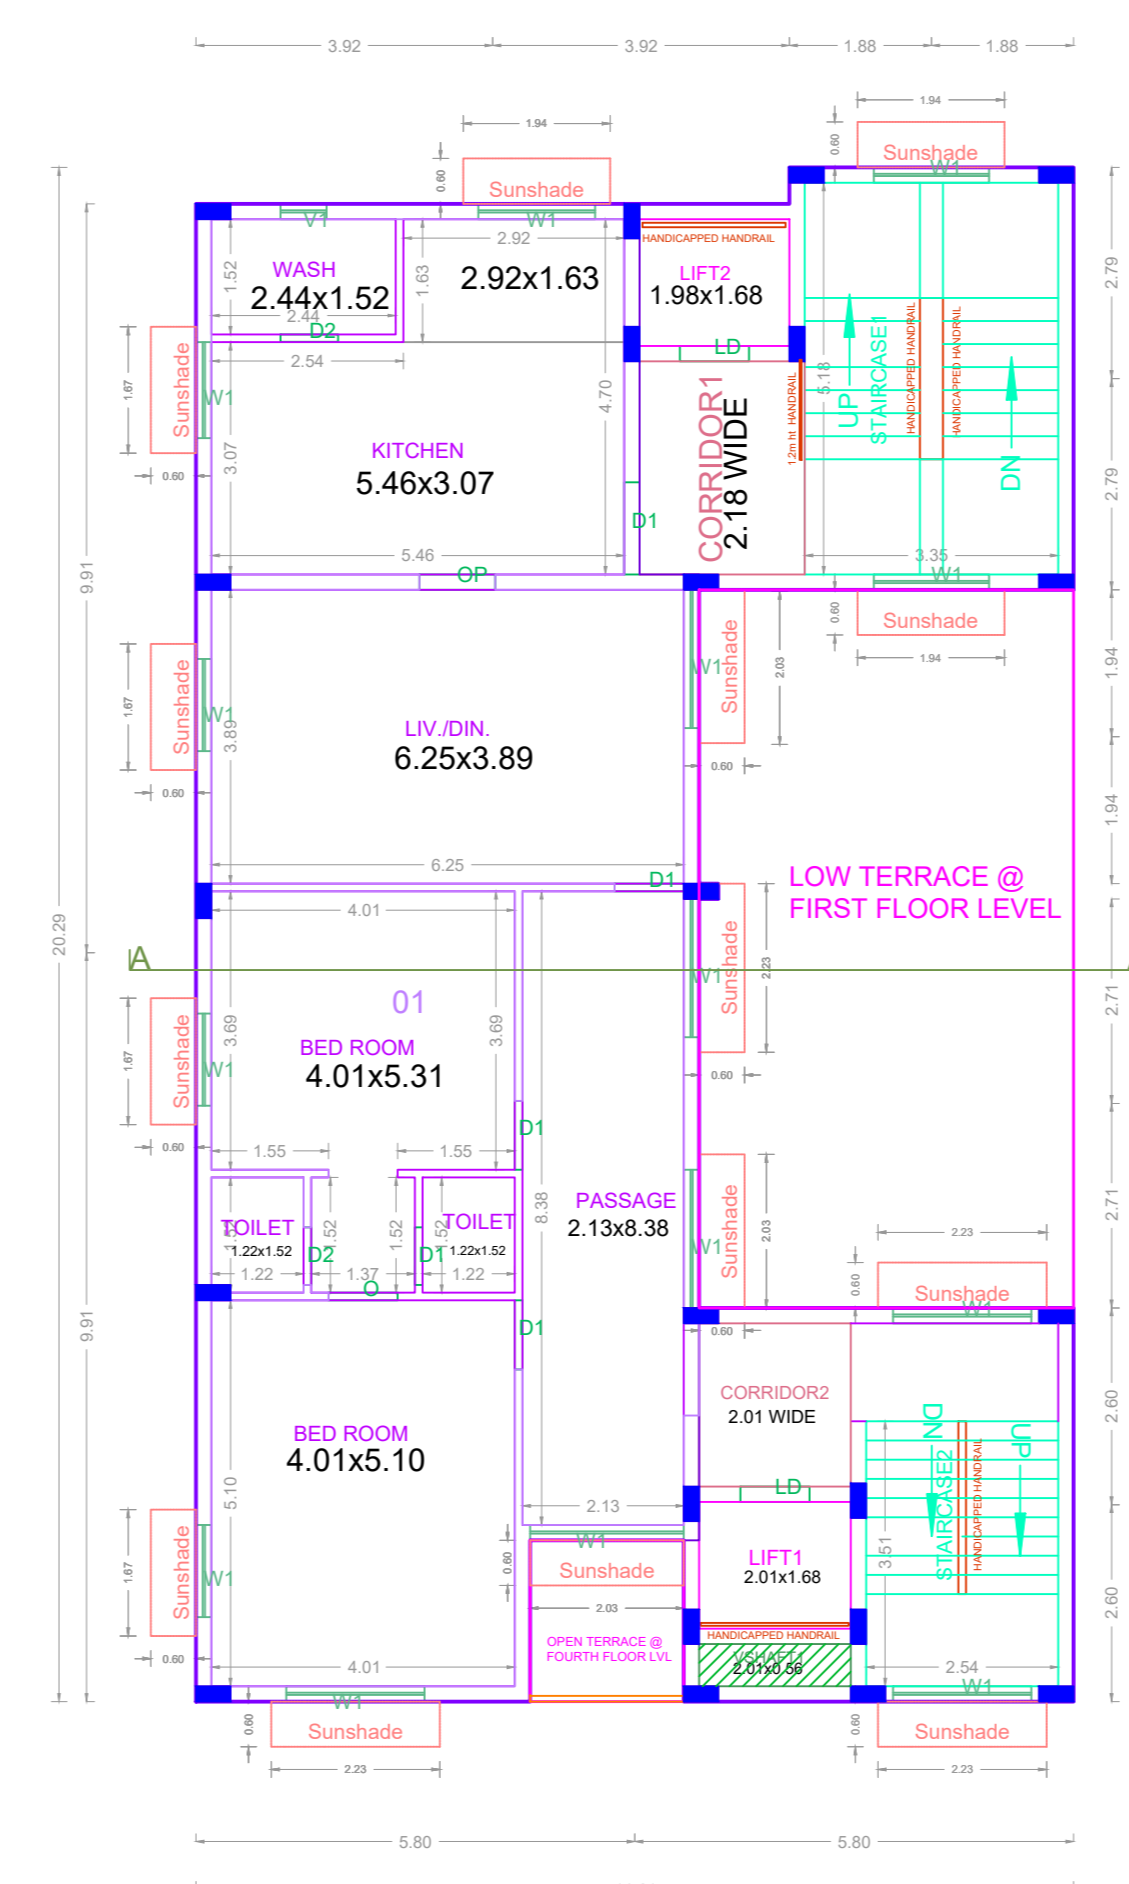 3.92
3.92
1.88
1.88
1.94
1.94
0.60
Sunshade
W1
0.60
Sunshade
W1
V1
HANDICAPPED HANDRAIL
2.92
WASH
2.44x1.52
2.44
1.52
D2
2.54
1.63
2.92x1.63
LIFT2
1.98x1.68
LD
2.79
2.79
1.67
Sunshade
W1
0.60
3.07
KITCHEN
5.46x3.07
4.70
5.46
OP
D1
CORRIDOR1
2.18 WIDE
1.2m ht HANDRAIL
5.18
UP
STAIRCASE1
HANDICAPPED HANDRAIL
HANDICAPPED HANDRAIL
DN
3.35
W1
0.60
Sunshade
1.94
9.91
20.29
9.91
1.67
Sunshade
W1
0.60
3.89
LIV./DIN.
6.25x3.89
6.25
D1
W1
Sunshade
2.03
0.60
1.94
1.94
LOW TERRACE @
FIRST FLOOR LEVEL
A
4.01
01
3.69
3.69
BED ROOM
4.01x5.31
1.67
Sunshade
W1
0.60
1.55
1.55
D1
8.38
W1
Sunshade
2.23
0.60
2.71
2.71
TOILET
1.22x1.52
1.52
1.22
D2
1.52
1.52
1.37
O
TOILET
1.22x1.52
1.52
D1
1.22
D1
PASSAGE
2.13x8.38
W1
Sunshade
2.03
0.60
2.23
0.60
Sunshade
W1
CORRIDOR2
2.01 WIDE
LD
DN
UP
STAIRCASE2
HANDICAPPED HANDRAIL
3.51
2.60
2.60
BED ROOM
4.01x5.10
5.10
1.67
Sunshade
W1
0.60
4.01
2.13
W1
0.60
Sunshade
2.03
OPEN TERRACE @
FOURTH FLOOR LVL
LIFT1
2.01x1.68
HANDICAPPED HANDRAIL
VSHAFT1
2.01x0.56
2.54
W1
W1
0.60
Sunshade
2.23
0.60
Sunshade
2.23
5.80
5.80